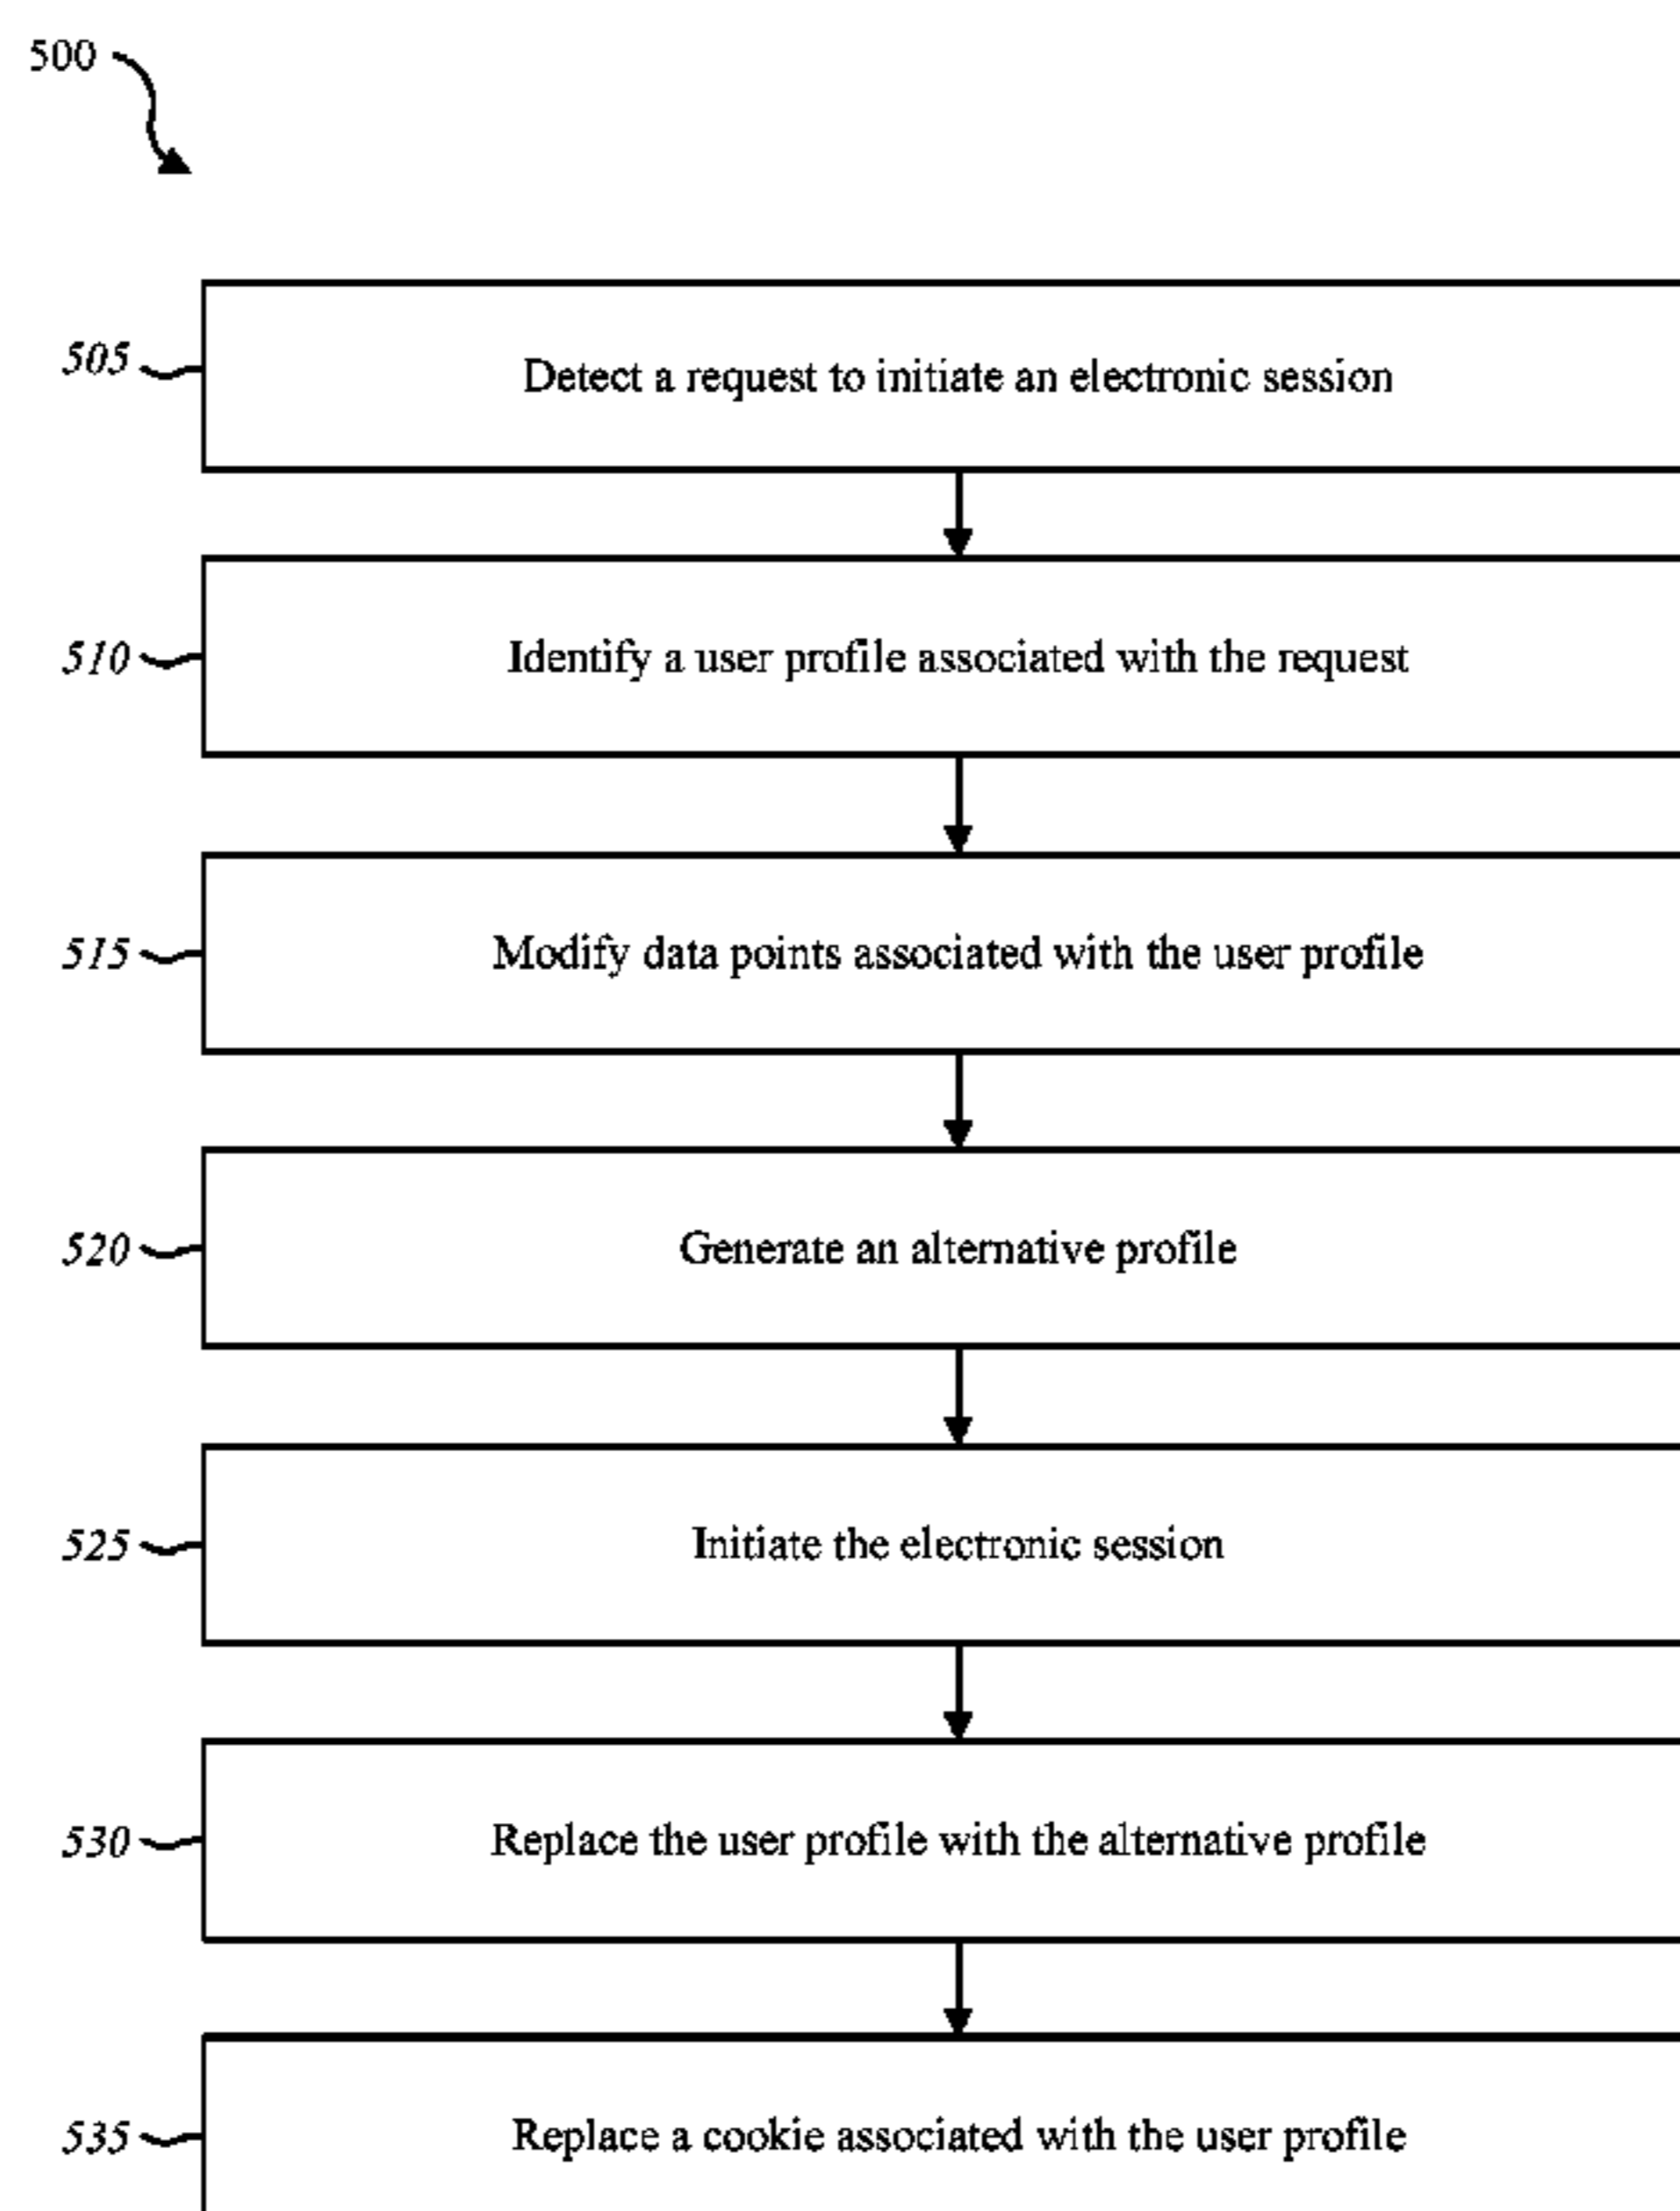 500
505 Detect a request to initiate an electronic session
510 Identify a user profile associated with the request
515 Modify data points associated with the user profile
520 Generate an alternative profile
525 Initiate the electronic session
530 Replace the user profile with the alternative profile
535 Replace a cookie associated with the user profile